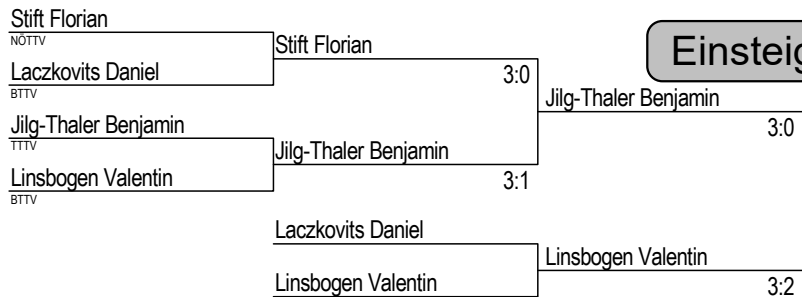 Stift Florian
NÖTTV
Stift Florian
Laczkovits Daniel
BTTV
3:0
Einsteig
Jilg-Thaler Benjamin
3:0
Jilg-Thaler Benjamin
TTTV
Jilg-Thaler Benjamin
Linsbogen Valentin
BTTV
3:1
Laczkovits Daniel
Linsbogen Valentin
Linsbogen Valentin
3:2